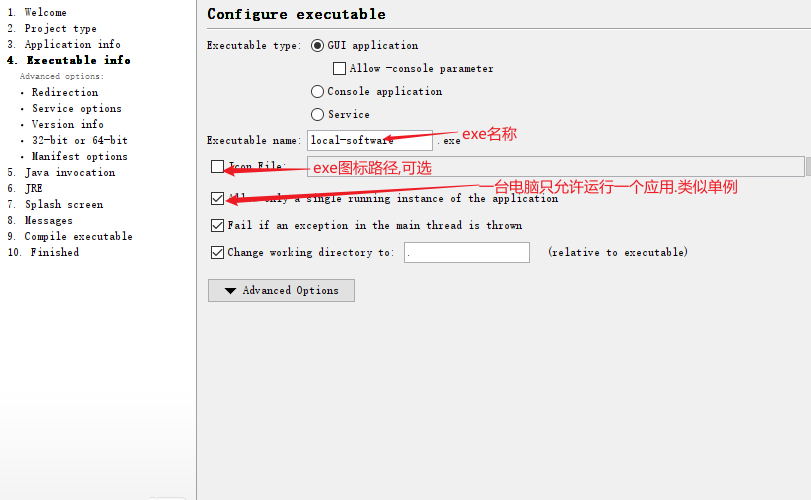 1. Welcome
2. Project type
3. Application info
4. Executable info
Advanced options:
• Redirection
• Service options
• Version info
• 32-bit or 64-bit
• Manifest options
5. Java invocation
6. JRE
7. Splash screen
8. Messages
9. Compile executable
10. Finished
Configure executable
Executable type: GUI application
Allow -console parameter
Console application
Service
Executable name: local-software .exe
exe名称
Icon File:
exe图标路径,可选
一台电脑只允许运行一个应用.类似单例
Allow only a single running instance of the application
Fail if an exception in the main thread is thrown
Change working directory to: . (relative to executable)
Advanced Options